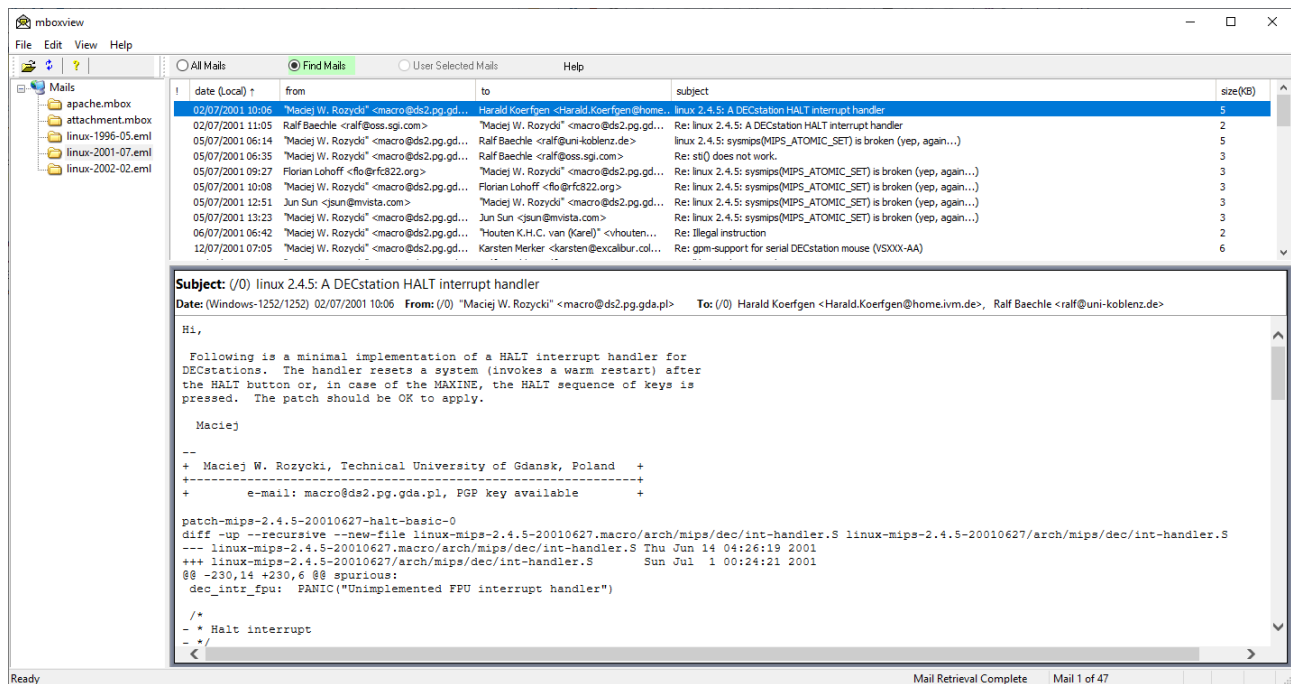 mboxview
File Edit View Help
? All Mails Find Mails User Selected Mails Help
Mails
apache.mbox
attachment.mbox
linux-1996-05.eml
linux-2001-07.eml
linux-2002-02.eml
! date (Local) ↑ from to subject size(KB)
02/07/2001 10:06 "Maciej W. Rozycki" <macro@ds2.pg.gd... Harald Koerfgen <Harald.Koerfgen@home... linux 2.4.5: A DECstation HALT interrupt handler 5
02/07/2001 11:05 Ralf Baechle <ralf@oss.sgi.com> "Maciej W. Rozycki" <macro@ds2.pg.gd... Re: linux 2.4.5: A DECstation HALT interrupt handler 2
05/07/2001 06:14 "Maciej W. Rozycki" <macro@ds2.pg.gd... Ralf Baechle <ralf@uni-koblenz.de> linux 2.4.5: sysmips(MIPS_ATOMIC_SET) is broken (yep, again...) 5
05/07/2001 06:35 "Maciej W. Rozycki" <macro@ds2.pg.gd... Ralf Baechle <ralf@oss.sgi.com> Re: sti() does not work. 3
05/07/2001 09:27 Florian Lohoff <flo@rfc822.org> "Maciej W. Rozycki" <macro@ds2.pg.gd... Re: linux 2.4.5: sysmips(MIPS_ATOMIC_SET) is broken (yep, again...) 3
05/07/2001 10:08 "Maciej W. Rozycki" <macro@ds2.pg.gd... Florian Lohoff <flo@rfc822.org> Re: linux 2.4.5: sysmips(MIPS_ATOMIC_SET) is broken (yep, again...) 3
05/07/2001 12:51 Jun Sun <jsun@mvista.com> "Maciej W. Rozycki" <macro@ds2.pg.gd... Re: linux 2.4.5: sysmips(MIPS_ATOMIC_SET) is broken (yep, again...) 3
05/07/2001 13:23 "Maciej W. Rozycki" <macro@ds2.pg.gd... Jun Sun <jsun@mvista.com> Re: linux 2.4.5: sysmips(MIPS_ATOMIC_SET) is broken (yep, again...) 3
06/07/2001 06:42 "Maciej W. Rozycki" <macro@ds2.pg.gd... "Houten K.H.C. van (Karel)" <vhouten... Re: Illegal instruction 2
12/07/2001 07:05 "Maciej W. Rozycki" <macro@ds2.pg.gd... Karsten Merker <karsten@excalibur.col... Re: gpm-support for serial DECstation mouse (VSXXX-AA) 6
Subject: (/0) linux 2.4.5: A DECstation HALT interrupt handler
Date: (Windows-1252/1252) 02/07/2001 10:06 From: (/0) "Maciej W. Rozycki" <macro@ds2.pg.gda.pl> To: (/0) Harald Koerfgen <Harald.Koerfgen@home.ivm.de>, Ralf Baechle <ralf@uni-koblenz.de>
Hi,
Following is a minimal implementation of a HALT interrupt handler for
DECstations. The handler resets a system (invokes a warm restart) after
the HALT button or, in case of the MAXINE, the HALT sequence of keys is
pressed. The patch should be OK to apply.
Maciej
--
+ Maciej W. Rozycki, Technical University of Gdansk, Poland +
+--------------------------------------------------------------+
+ e-mail: macro@ds2.pg.gda.pl, PGP key available +
patch-mips-2.4.5-20010627-halt-basic-0
diff -up --recursive --new-file linux-mips-2.4.5-20010627.macro/arch/mips/dec/int-handler.S linux-mips-2.4.5-20010627/arch/mips/dec/int-handler.S
--- linux-mips-2.4.5-20010627.macro/arch/mips/dec/int-handler.S Thu Jun 14 04:26:19 2001
+++ linux-mips-2.4.5-20010627/arch/mips/dec/int-handler.S Sun Jul 1 00:24:21 2001
@@ -230,14 +230,6 @@ spurious:
dec_intr_fpu: PANIC("Unimplemented FPU interrupt handler")
/*
- * Halt interrupt
- */
Ready Mail Retrieval Complete Mail 1 of 47